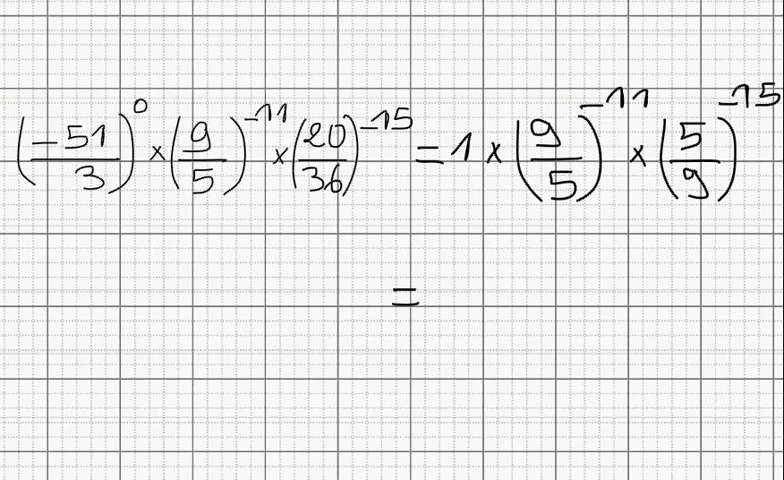 (-51/3)^0 × (9/5)^-11 × (20/36)^-15 = 1 × (9/5)^-11 × (5/9)^-15
=